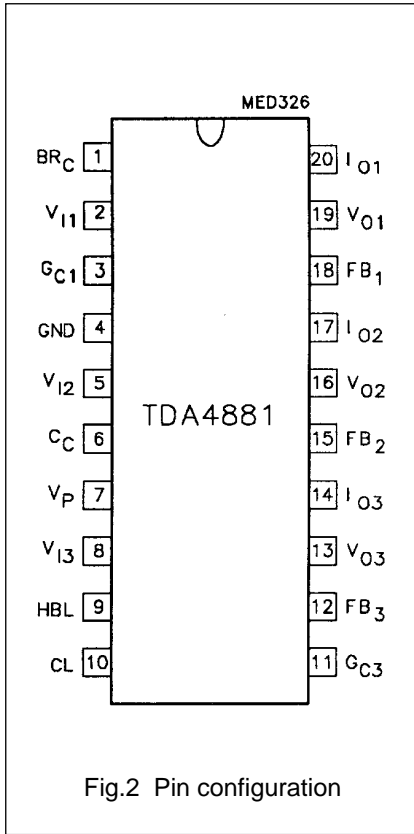 MED326
BRC 1 20 IO1
VI1 2 19 VO1
GC1 3 18 FB1
GND 4 17 IO2
VI2 5 16 VO2
TDA4881
CC 6 15 FB2
VP 7 14 IO3
VI3 8 13 VO3
HBL 9 12 FB3
CL 10 11 GC3
Fig.2 Pin configuration